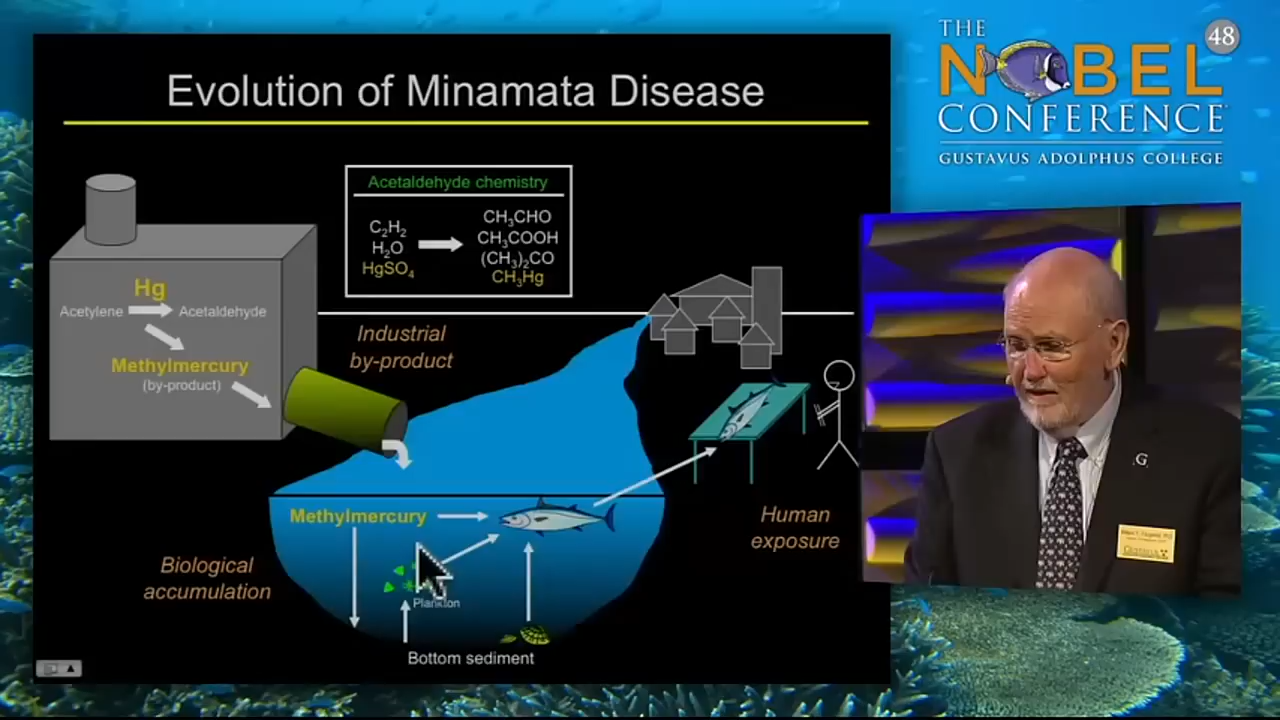 Evolution of Minamata Disease
Acetaldehyde chemistry
C₂H₂
H₂O
HgSO₄
CH₃CHO
CH₃COOH
(CH₃)₂CO
CH₃Hg
Hg
Acetylene
Acetaldehyde
Methylmercury
(by-product)
Industrial
by-product
Methylmercury
Biological
accumulation
Plankton
Bottom sediment
Human
exposure
THE
NOBEL
48
CONFERENCE
GUSTAVUS ADOLPHUS COLLEGE
G